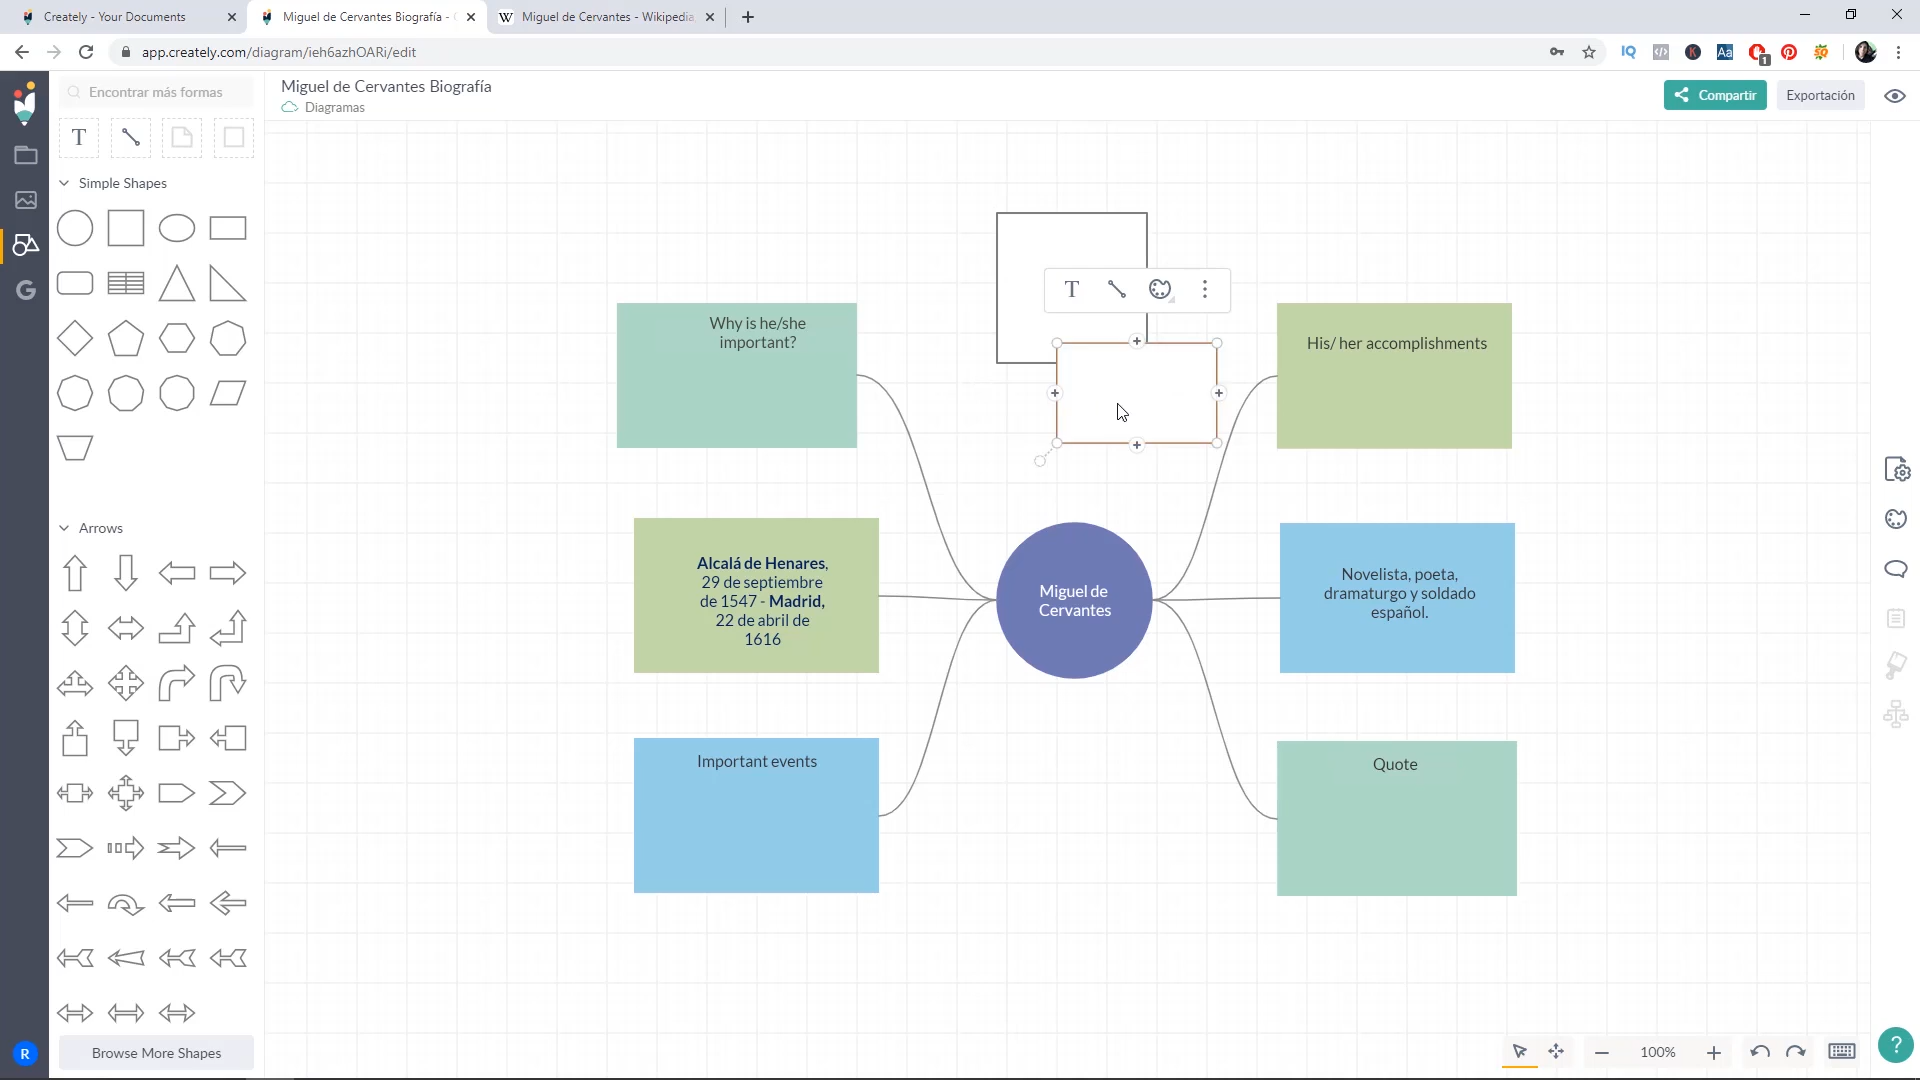 Creately - Your Documents
Miguel de Cervantes Biografía -
Miguel de Cervantes - Wikipedia
app.creately.com/diagram/ieh6azhOARi/edit
Encontrar más formas
Miguel de Cervantes Biografía
Diagramas
Compartir
Exportación
T
Simple Shapes
Arrows
Browse More Shapes
R
G
T
Why is he/she
important?
His/ her accomplishments
Alcalá de Henares,
29 de septiembre
de 1547 - Madrid,
22 de abril de
1616
Miguel de
Cervantes
Novelista, poeta,
dramaturgo y soldado
español.
Important events
Quote
100%
?
IQ
K
Aa
1
W